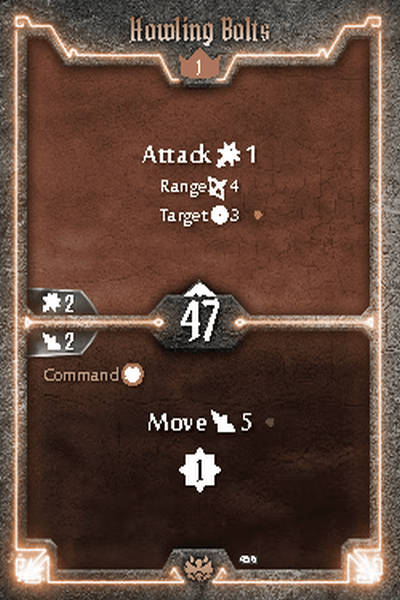 Howling Bolts
1
Attack 1
Range 4
Target 3
2
47
2
Command
Move 5
1